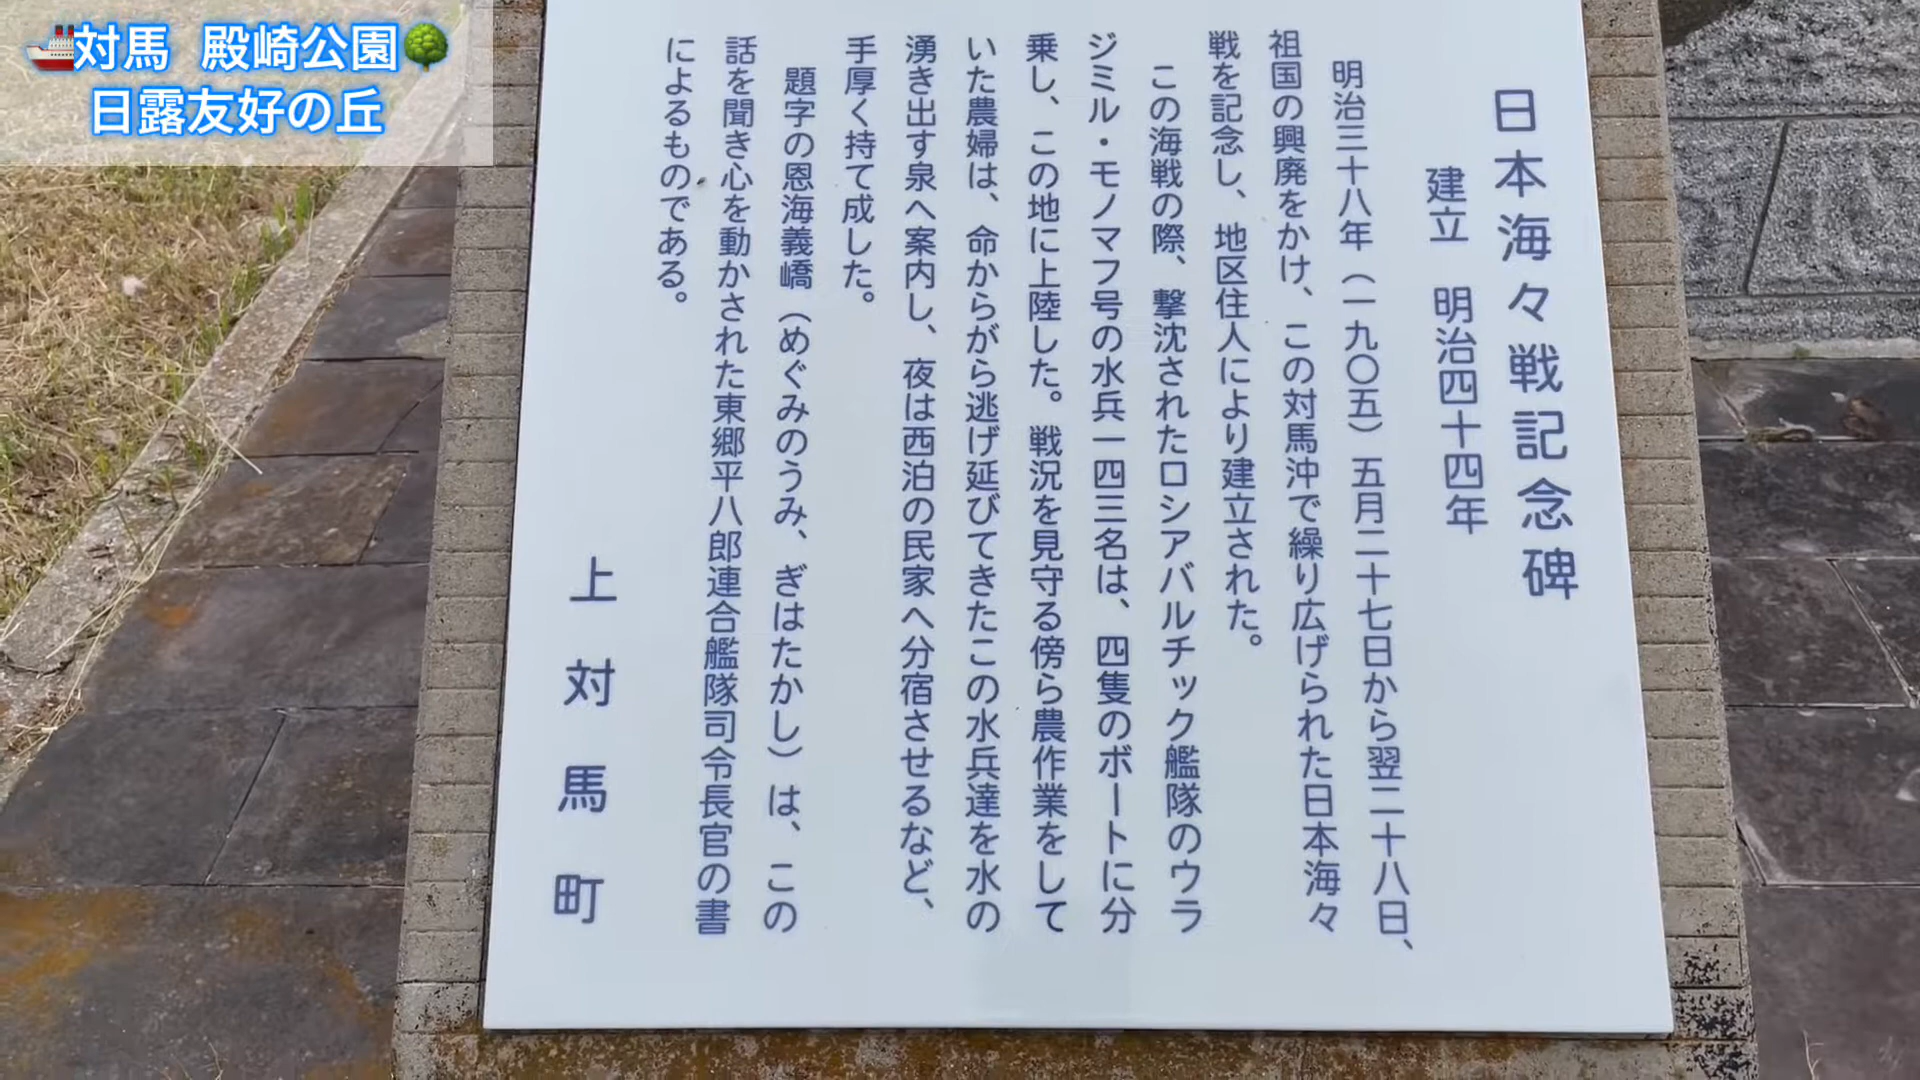 🚢対馬 殿崎公園🌳
日露友好の丘
日本海々戦記念碑
建立 明治四十四年
明治三十八年（一九〇五）五月二十七日から翌二十八日、
祖国の興廃をかけ、この対馬沖で繰り広げられた日本海々
戦を記念し、地区住人により建立された。
この海戦の際、撃沈されたロシアバルチック艦隊のウラ
ジミル・モノマフ号の水兵一四三名は、四隻のボートに分
乗し、この地に上陸した。戦況を見守る傍ら農作業をして
いた農婦は、命からがら逃げ延びてきたこの水兵達を水の
湧き出す泉へ案内し、夜は西泊の民家へ分宿させるなど、
手厚く持て成した。
題字の恩海義嶠（めぐみのうみ、ぎはたかし）は、この
話を聞き心を動かされた東郷平八郎連合艦隊司令長官の書
によるものである。
上対馬町